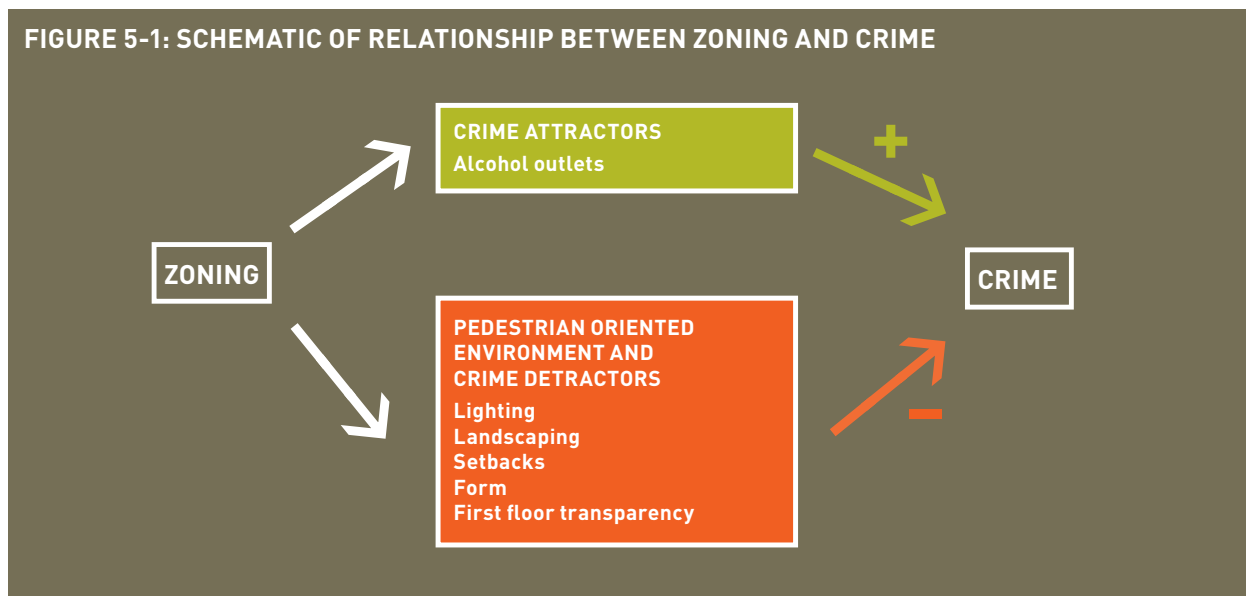 FIGURE 5-1: SCHEMATIC OF RELATIONSHIP BETWEEN ZONING AND CRIME
CRIME ATTRACTORS
Alcohol outlets
+
ZONING
CRIME
PEDESTRIAN ORIENTED
ENVIRONMENT AND
CRIME DETRACTORS
Lighting
Landscaping
Setbacks
Form
First floor transparency
-